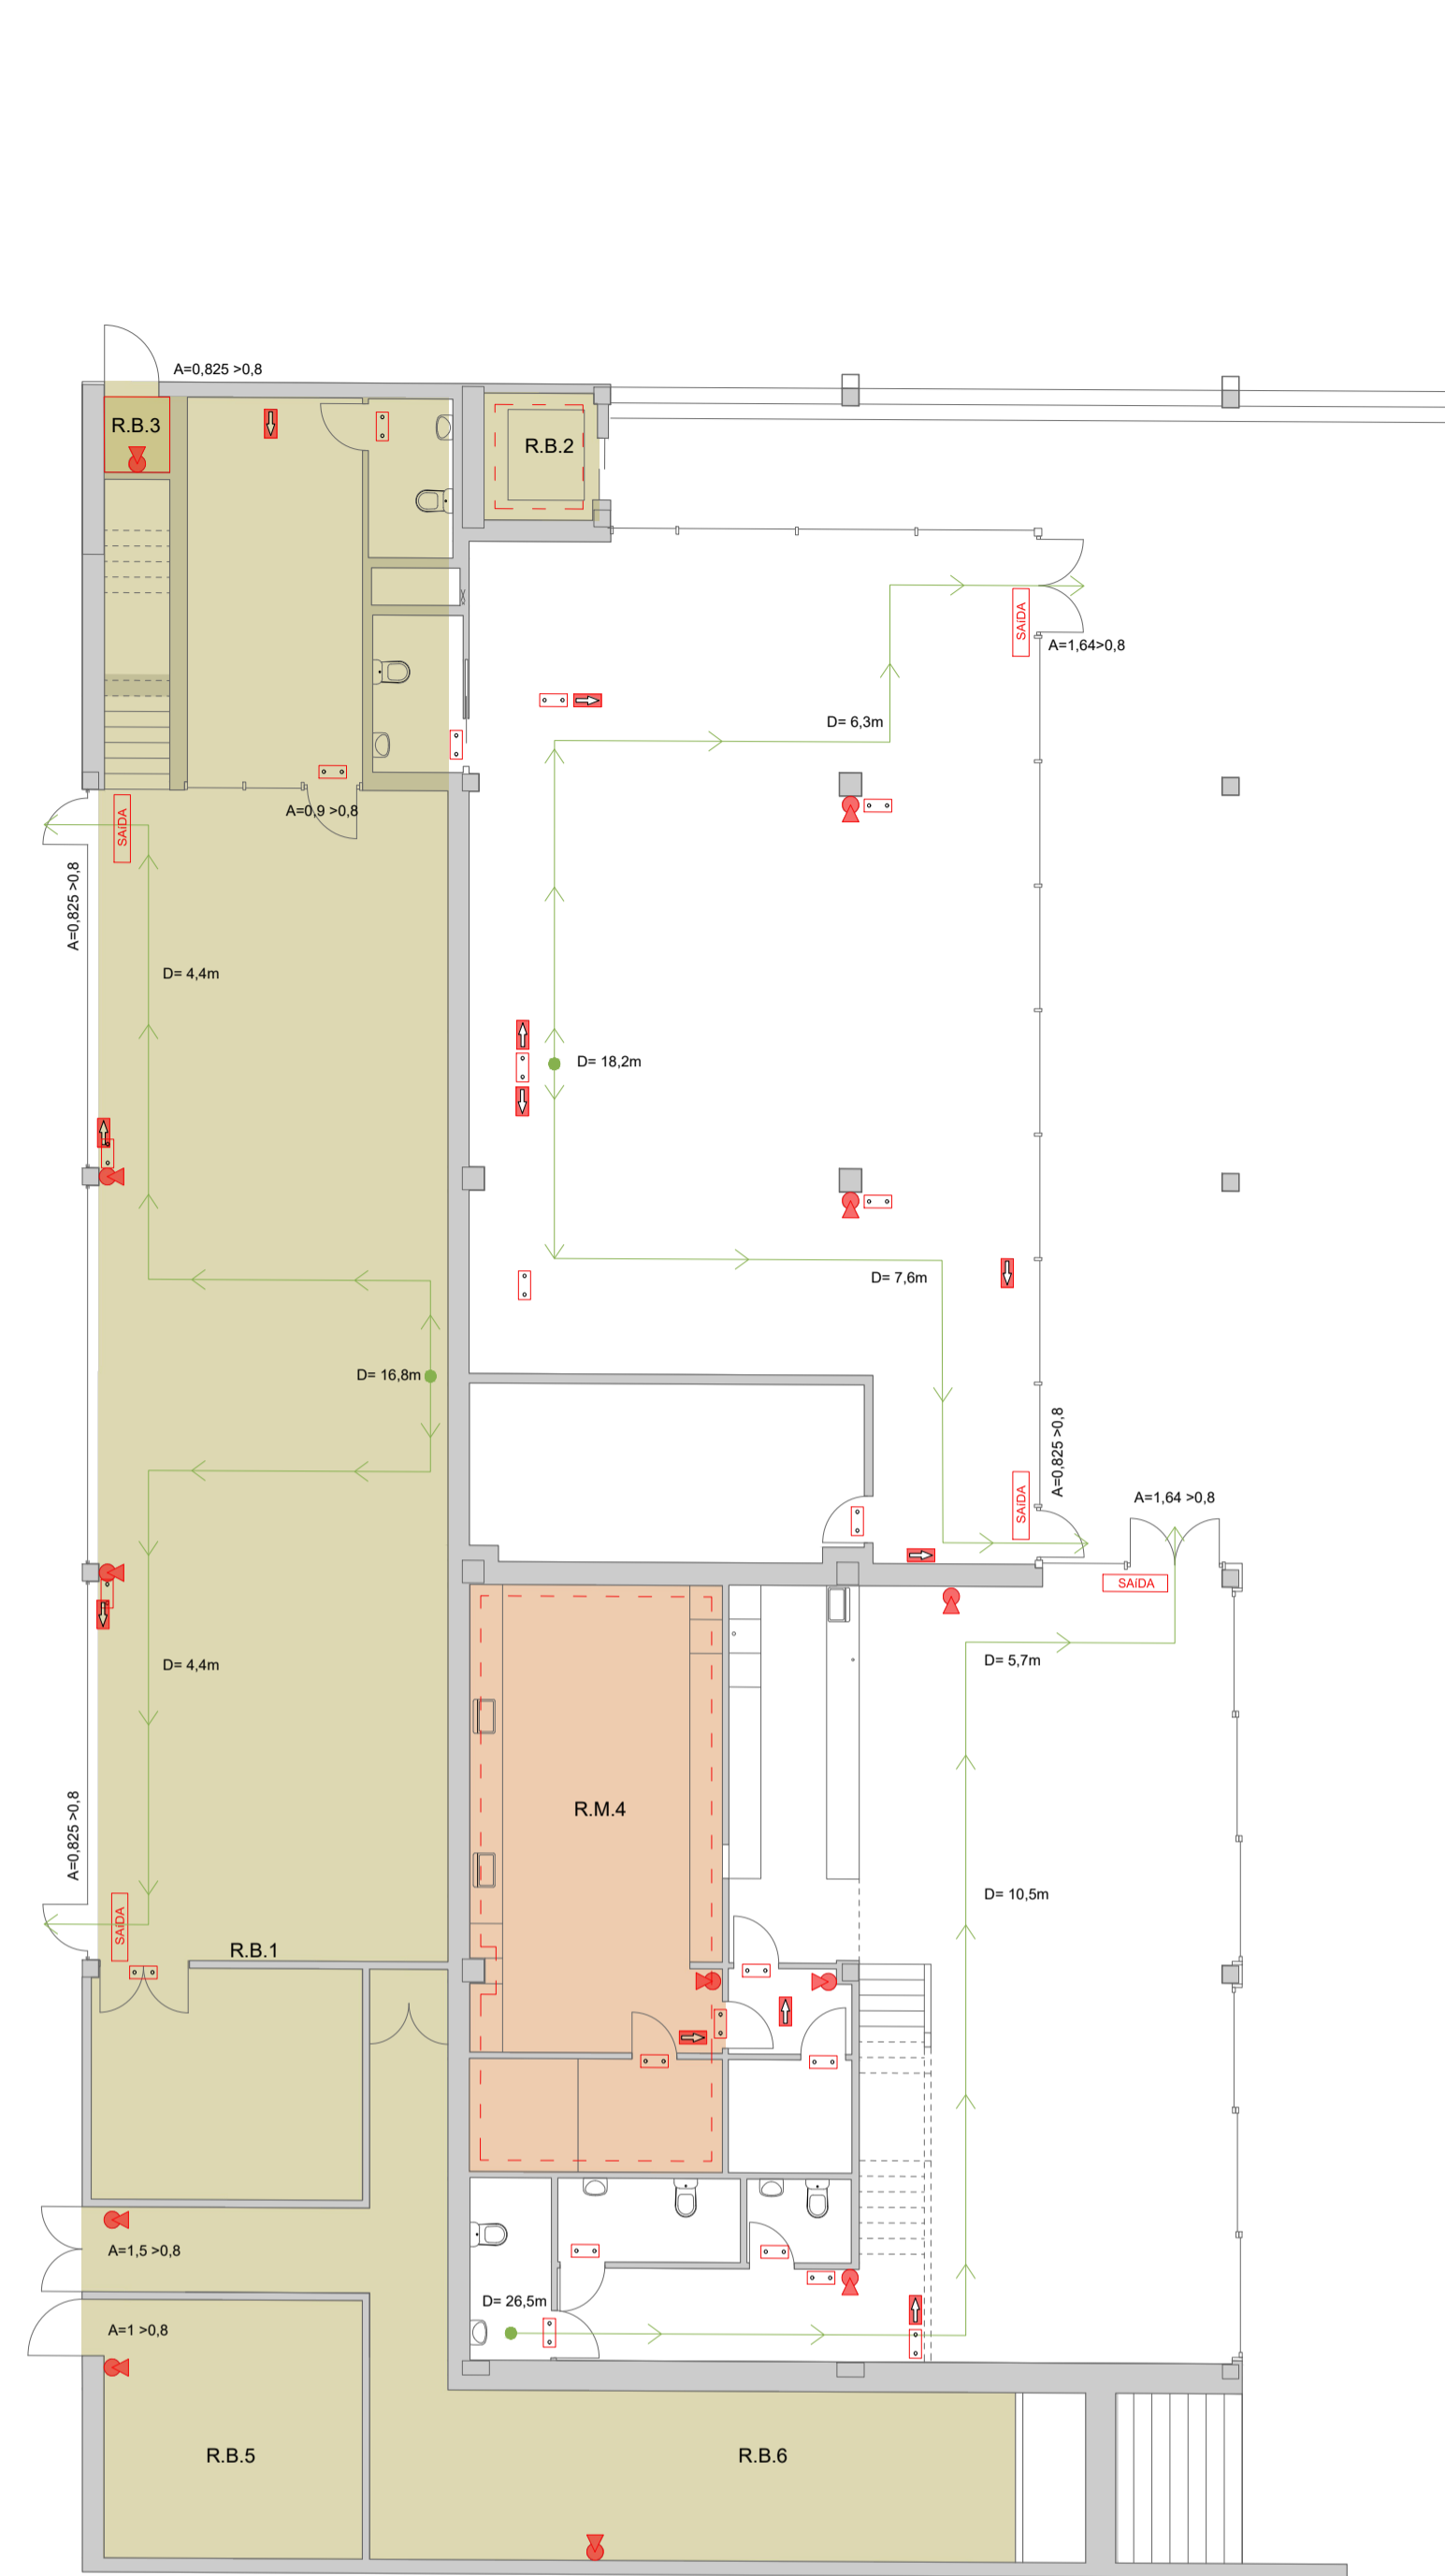 A=0,825 >0,8
R.B.3
R.B.2
SAíDA
A=1,64>0,8
D= 6,3m
A=0,9 >0,8
SAíDA
A=0,825 >0,8
D= 4,4m
D= 18,2m
D= 7,6m
D= 16,8m
A=0,825 >0,8
SAíDA
A=1,64 >0,8
SAíDA
D= 5,7m
D= 4,4m
R.M.4
A=0,825 >0,8
D= 10,5m
SAíDA
R.B.1
A=1,5 >0,8
D= 26,5m
A=1 >0,8
R.B.5
R.B.6